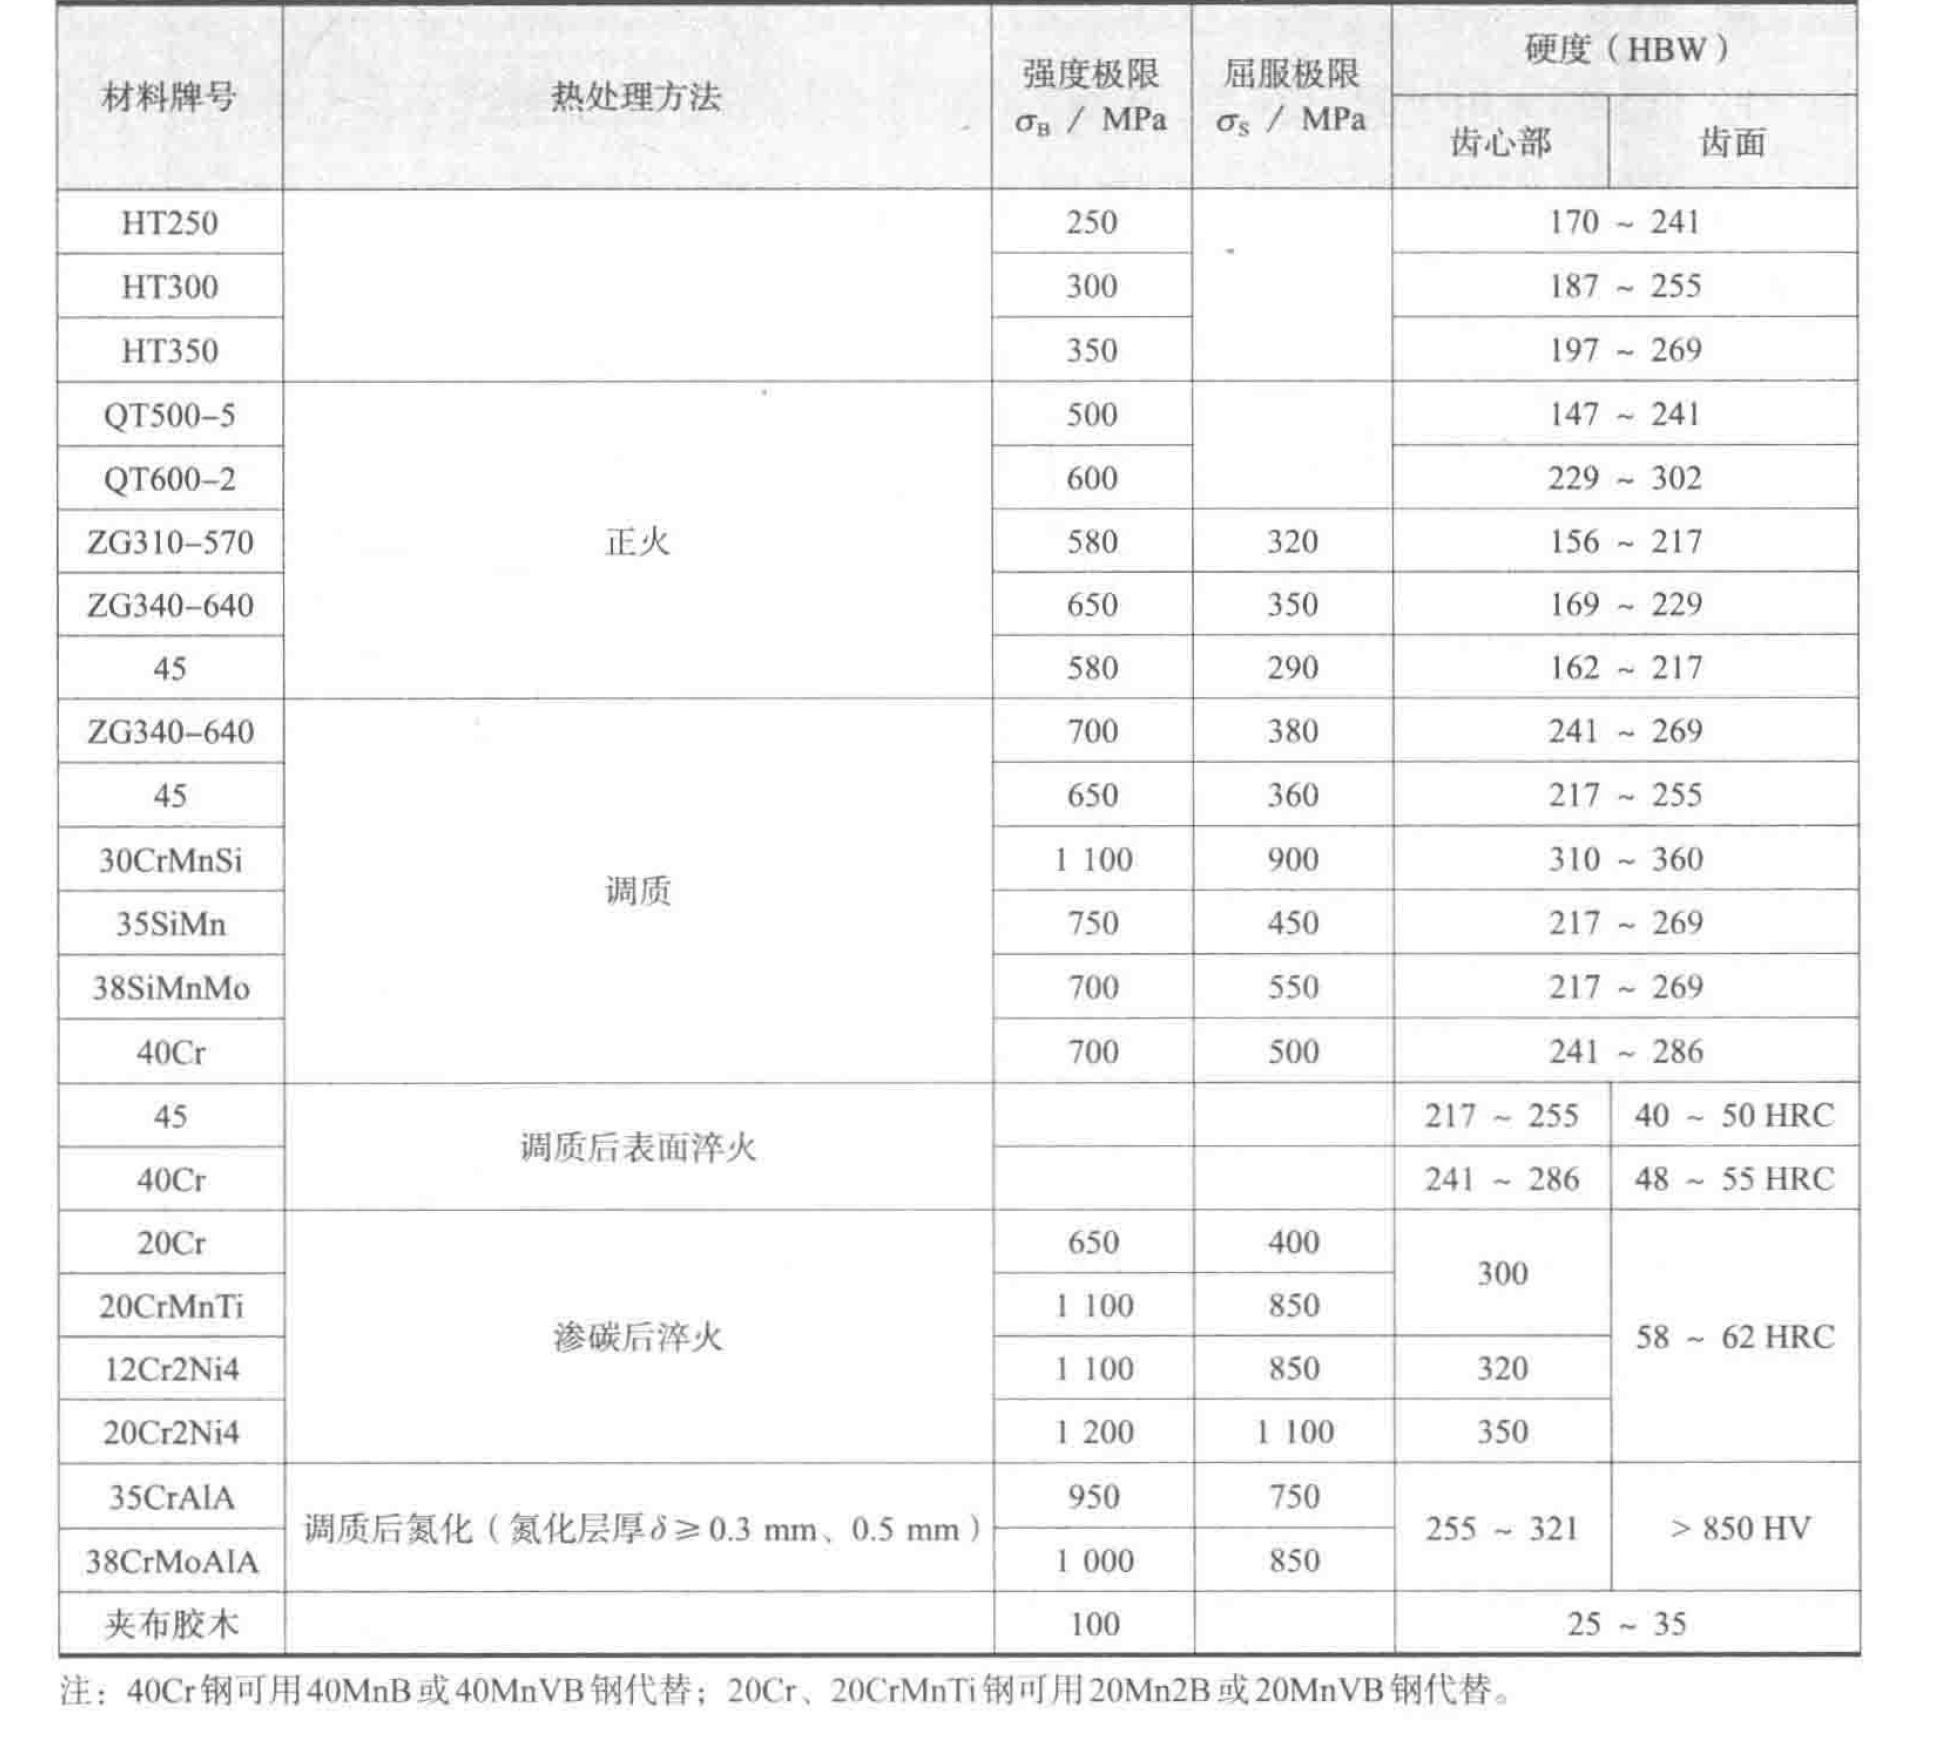 材料牌号 热处理方法 强度极限 σB / MPa 屈服极限 σS / MPa 硬度（HBW）
齿心部 齿面
HT250 250 170 ~ 241
HT300 300 187 ~ 255
HT350 350 197 ~ 269
QT500–5 正火 500 147 ~ 241
QT600–2 600 229 ~ 302
ZG310–570 580 320 156 ~ 217
ZG340–640 650 350 169 ~ 229
45 580 290 162 ~ 217
ZG340–640 调质 700 380 241 ~ 269
45 650 360 217 ~ 255
30CrMnSi 1 100 900 310 ~ 360
35SiMn 750 450 217 ~ 269
38SiMnMo 700 550 217 ~ 269
40Cr 700 500 241 ~ 286
45 调质后表面淬火 217 ~ 255 40 ~ 50 HRC
40Cr 241 ~ 286 48 ~ 55 HRC
20Cr 渗碳后淬火 650 400 300 58 ~ 62 HRC
20CrMnTi 1 100 850
12Cr2Ni4 1 100 850 320
20Cr2Ni4 1 200 1 100 350
35CrAlA 调质后氮化（氮化层厚δ≥0.3 mm、0.5 mm） 950 750 255 ~ 321 > 850 HV
38CrMoAlA 1 000 850
夹布胶木 100 25 ~ 35
注：40Cr钢可用40MnB或40MnVB钢代替；20Cr、20CrMnTi钢可用20Mn2B或20MnVB钢代替。